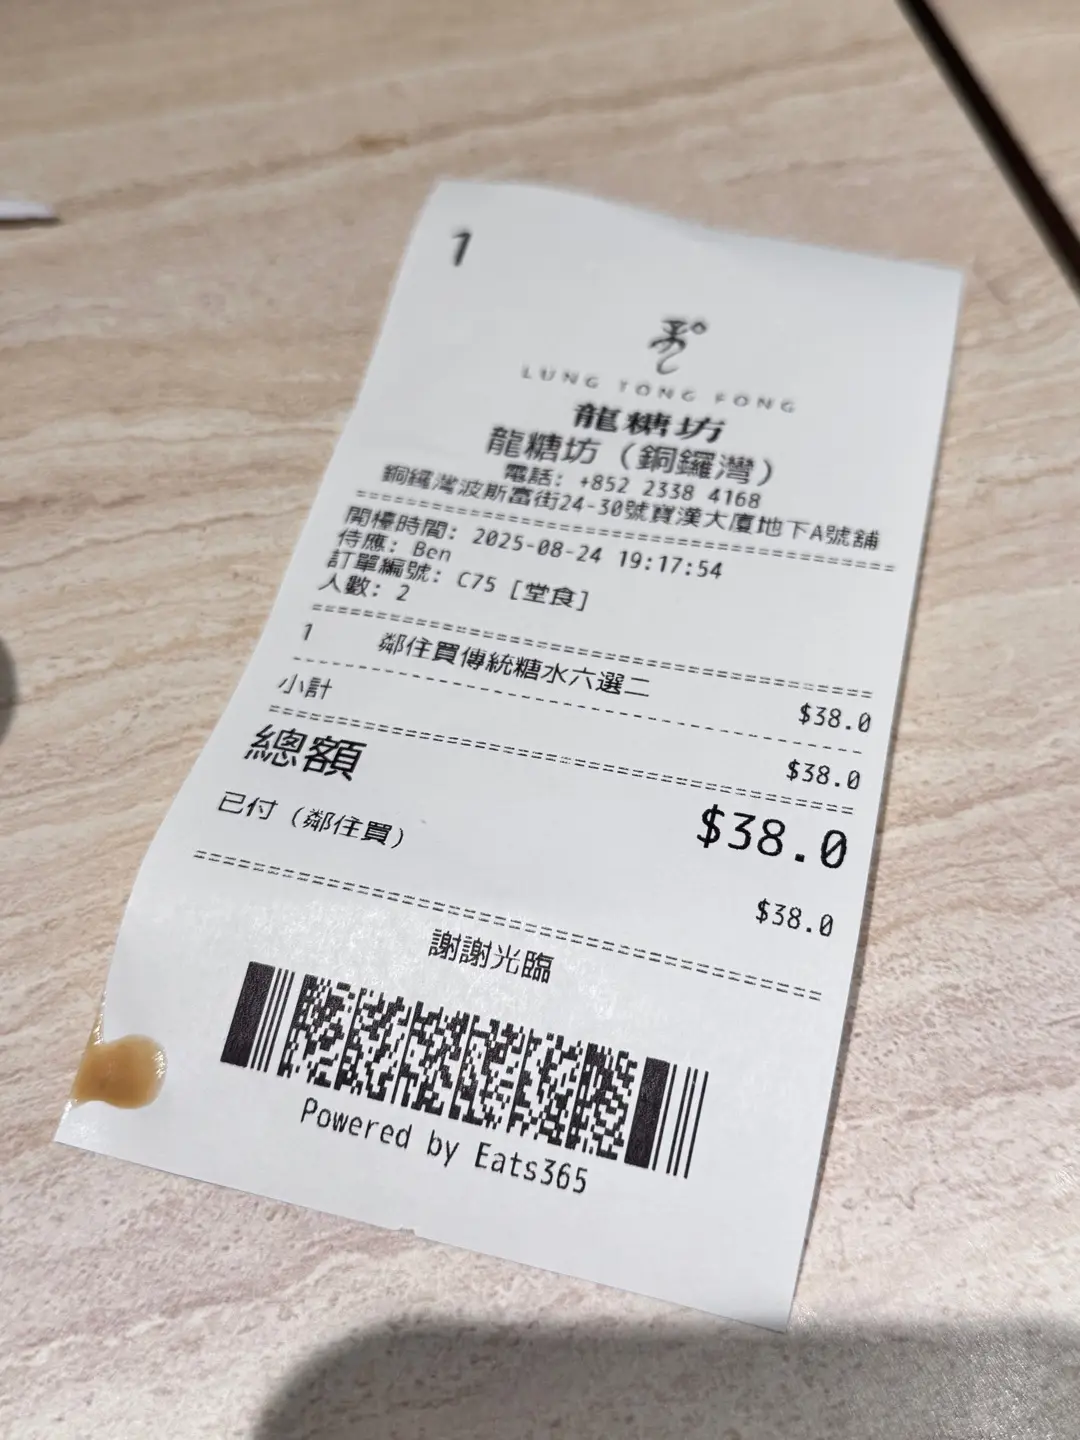 1
LUNG TONG FONG
龍糖坊
龍糖坊（銅鑼灣）
電話: +852 2338 4168
銅鑼灣波斯富街24-30號寶漢大廈地下A號舖
開檯時間: 2025-08-24 19:17:54
侍應: Ben
訂單編號: C75 [堂食]
人數: 2
1 鄰住買傳統糖水六選二 $38.0
小計 $38.0
總額 $38.0
已付（鄰住買） $38.0
謝謝光臨
Powered by Eats365